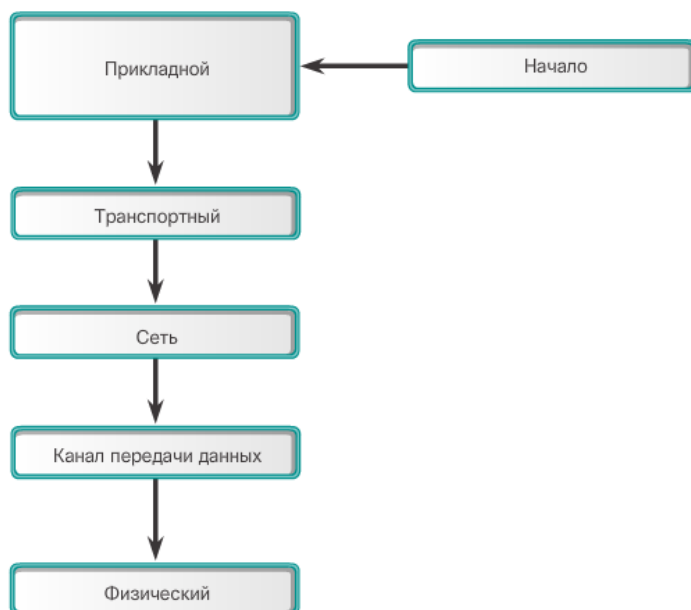 Прикладной
Начало
Транспортный
Сеть
Канал передачи данных
Физический